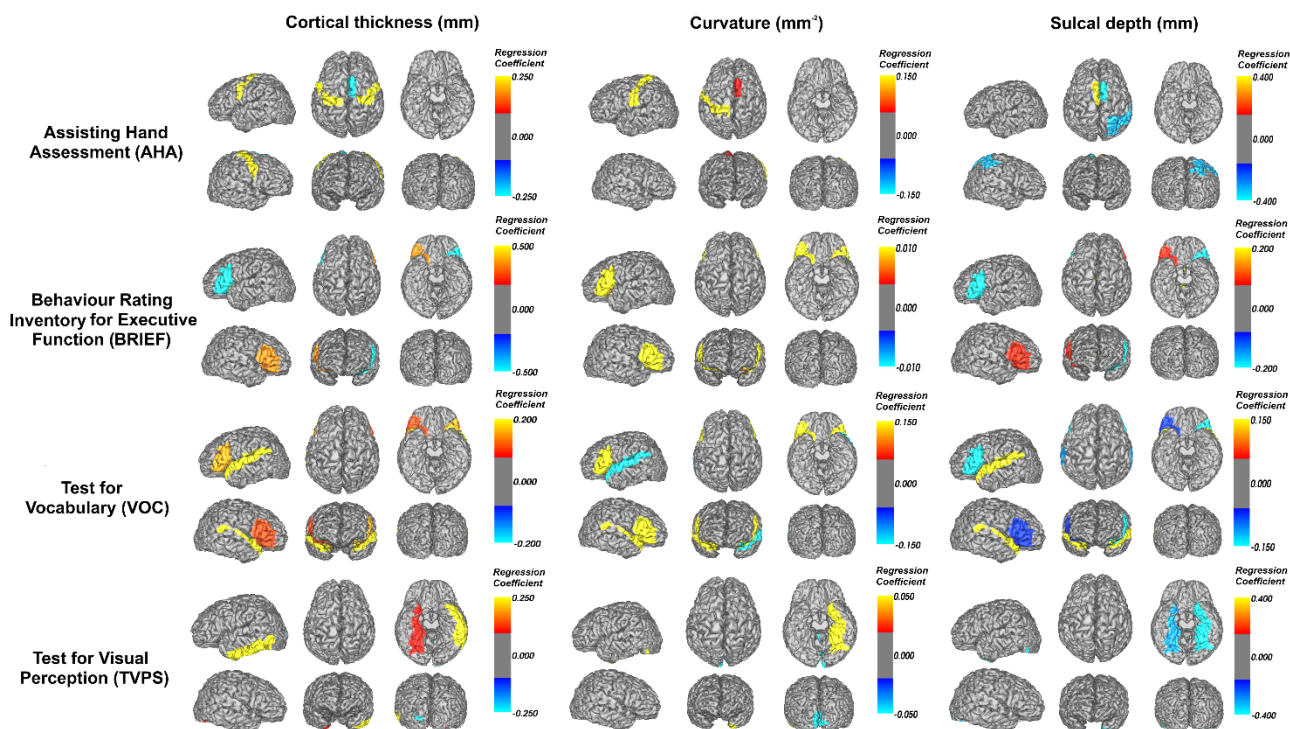 Cortical thickness (mm)
Curvature (mm⁻²)
Sulcal depth (mm)
Assisting Hand
Assessment (AHA)
Regression
Coefficient
0.250
0.000
-0.250
Regression
Coefficient
0.150
0.000
-0.150
Regression
Coefficient
0.400
0.000
-0.400
Behaviour Rating
Inventory for Executive
Function (BRIEF)
Regression
Coefficient
0.500
0.000
-0.500
Regression
Coefficient
0.010
0.000
-0.010
Regression
Coefficient
0.200
0.000
-0.200
Test for
Vocabulary (VOC)
Regression
Coefficient
0.200
0.000
-0.200
Regression
Coefficient
0.150
0.000
-0.150
Regression
Coefficient
0.150
0.000
-0.150
Test for Visual
Perception (TVPS)
Regression
Coefficient
0.250
0.000
-0.250
Regression
Coefficient
0.050
0.000
-0.050
Regression
Coefficient
0.400
0.000
-0.400